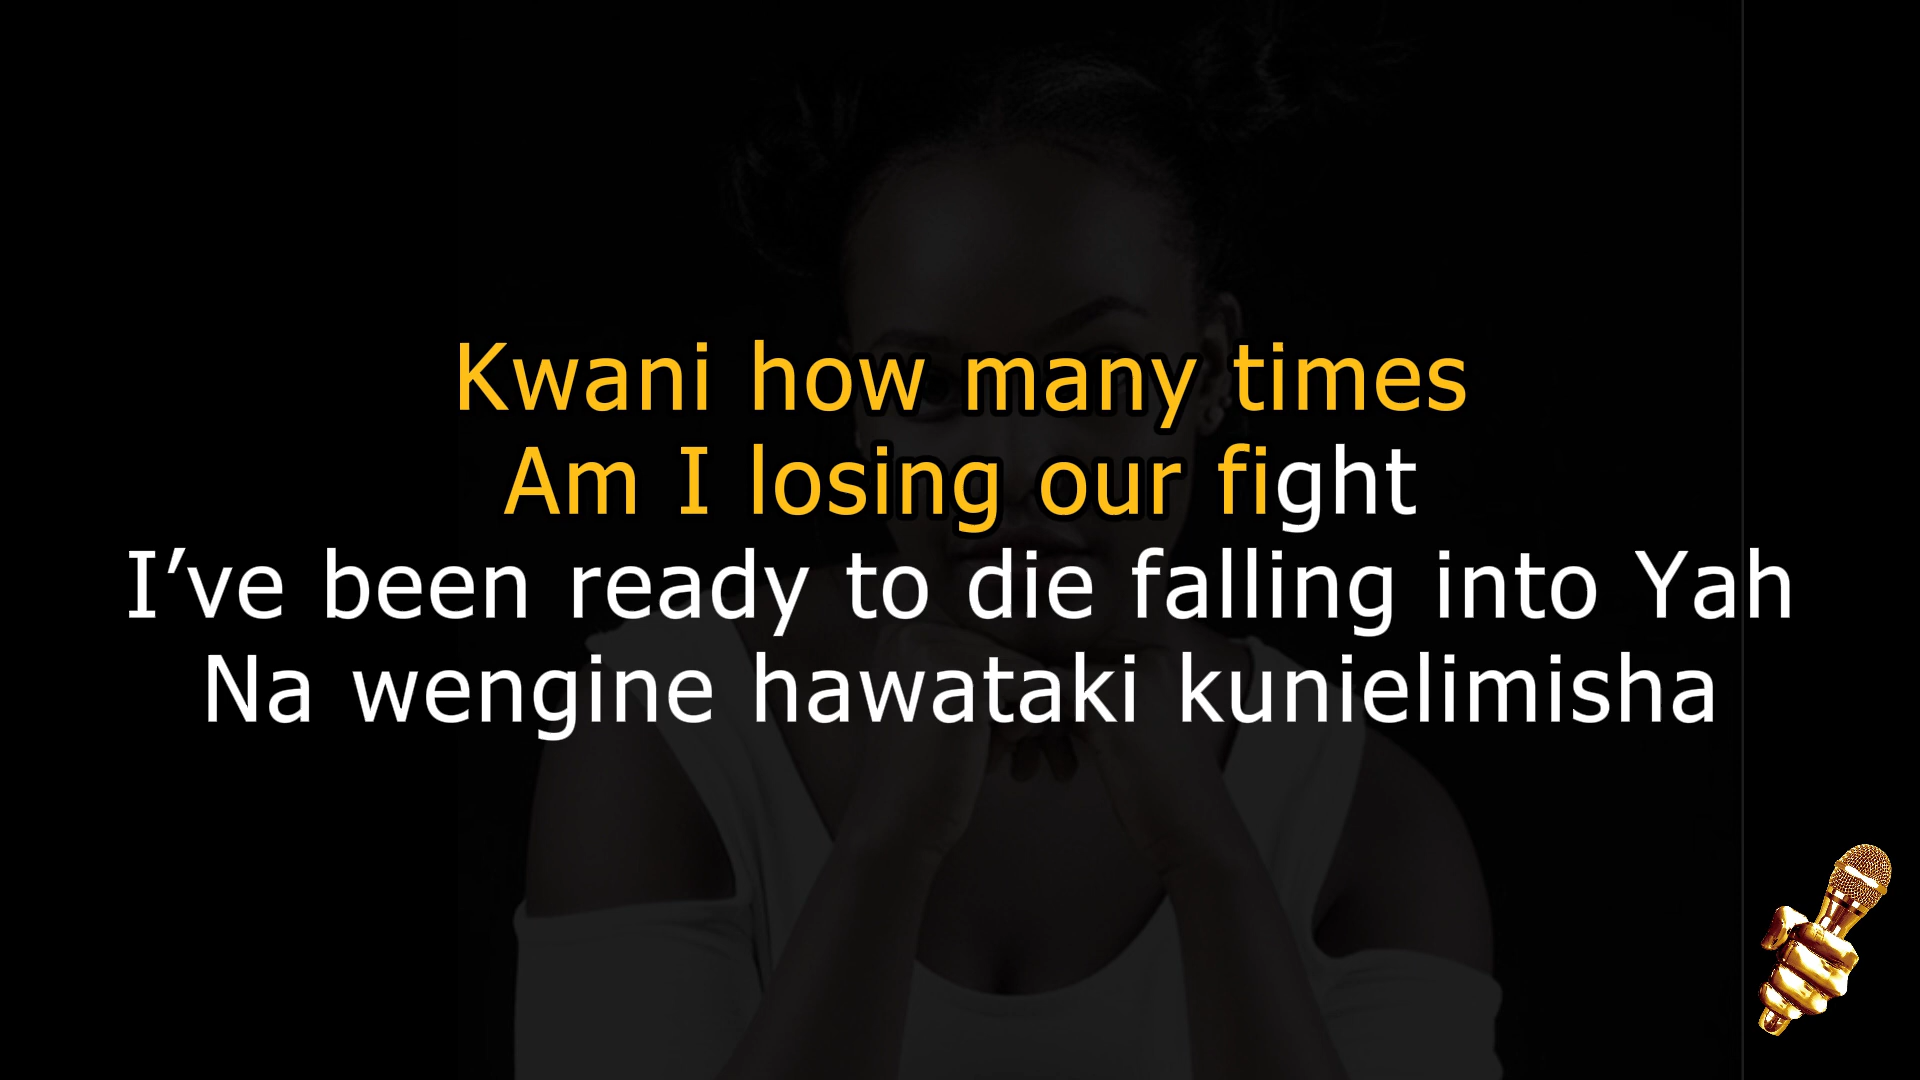 Kwani how many times
Am I losing our fight
I’ve been ready to die falling into Yah
Na wengine hawataki kunielimisha